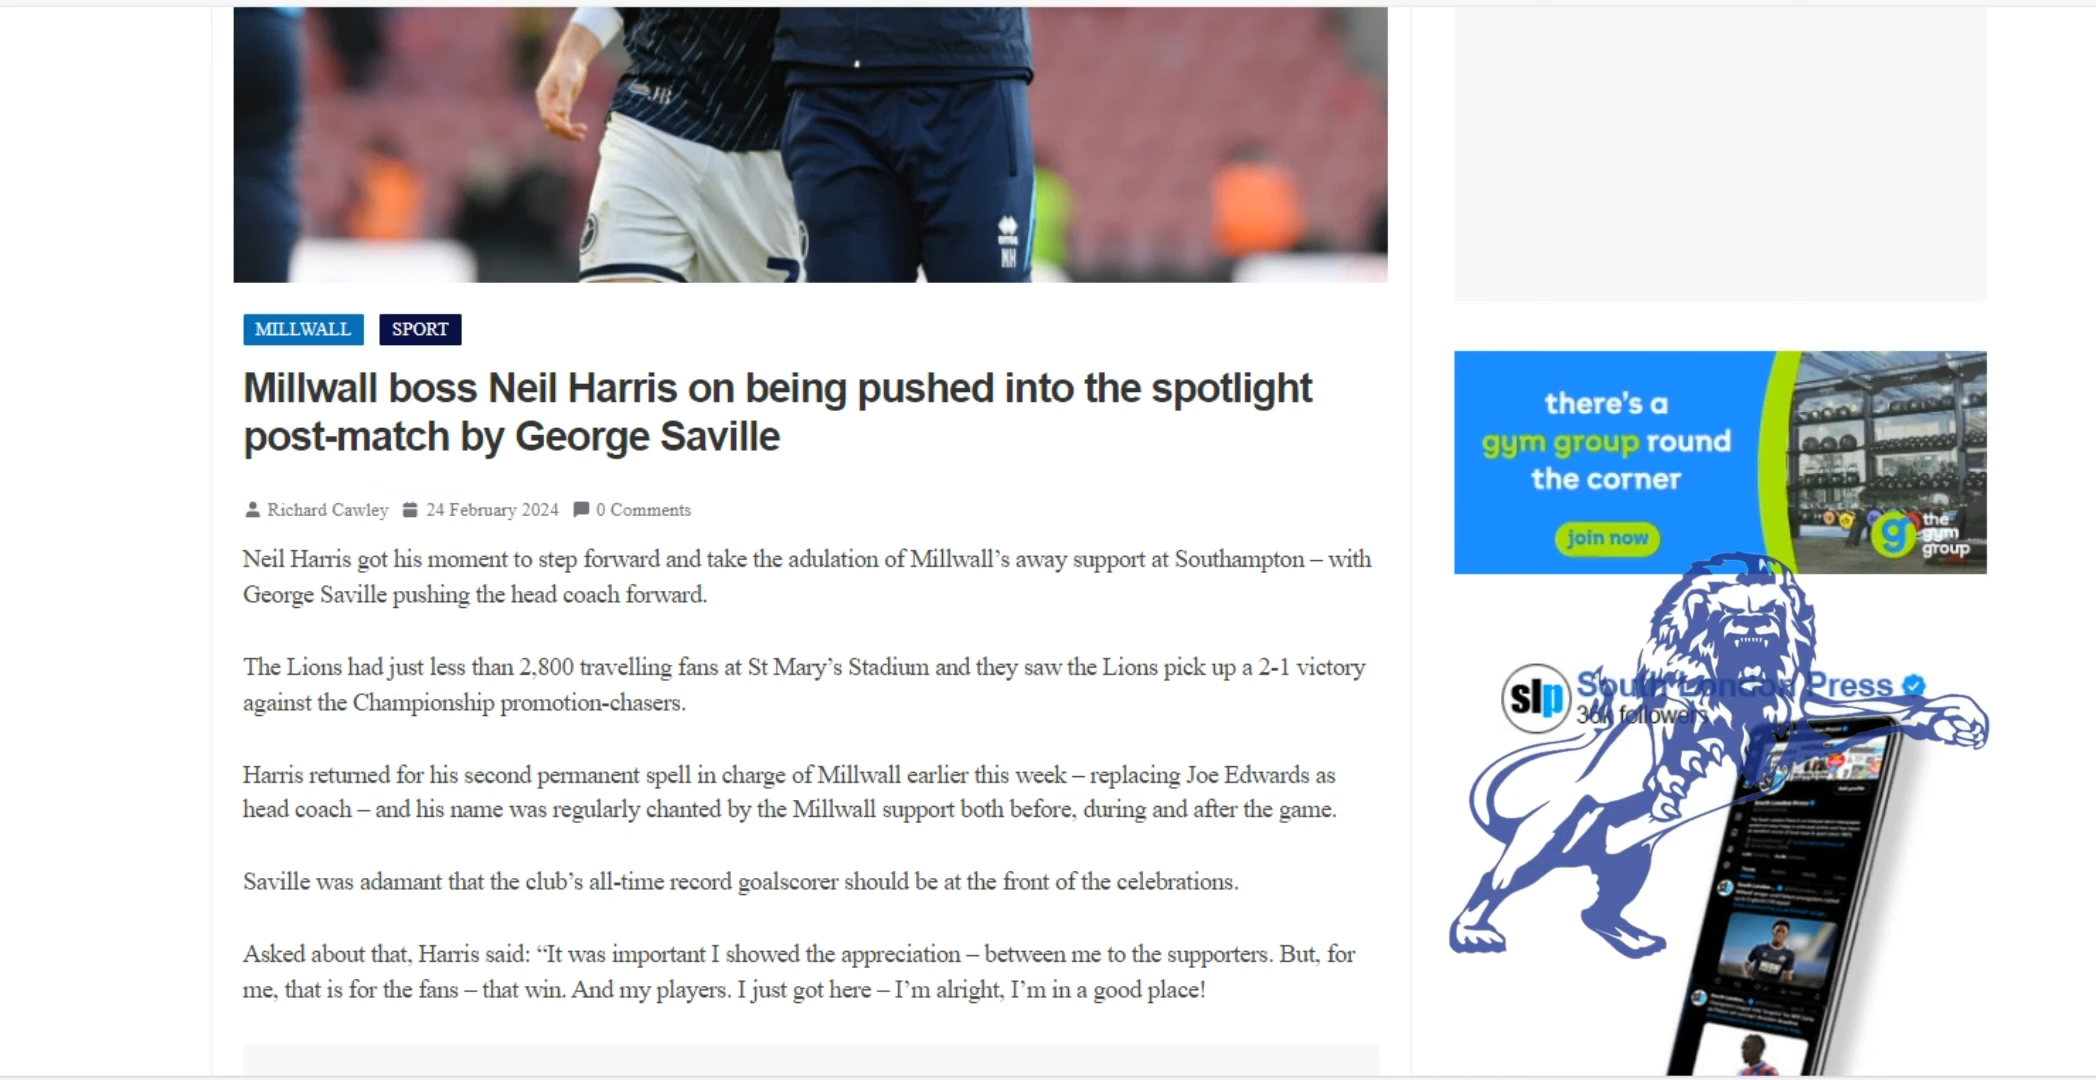 NH
MILLWALL SPORT
Millwall boss Neil Harris on being pushed into the spotlight
post-match by George Saville
Richard Cawley 24 February 2024 0 Comments
Neil Harris got his moment to step forward and take the adulation of Millwall’s away support at Southampton – with
George Saville pushing the head coach forward.
The Lions had just less than 2,800 travelling fans at St Mary’s Stadium and they saw the Lions pick up a 2-1 victory
against the Championship promotion-chasers.
Harris returned for his second permanent spell in charge of Millwall earlier this week – replacing Joe Edwards as
head coach – and his name was regularly chanted by the Millwall support both before, during and after the game.
Saville was adamant that the club’s all-time record goalscorer should be at the front of the celebrations.
Asked about that, Harris said: “It was important I showed the appreciation – between me to the supporters. But, for
me, that is for the fans – that win. And my players. I just got here – I’m alright, I’m in a good place!
there's a
gym group round
the corner
join now
the
gym
group
slp South London Press
36k followers